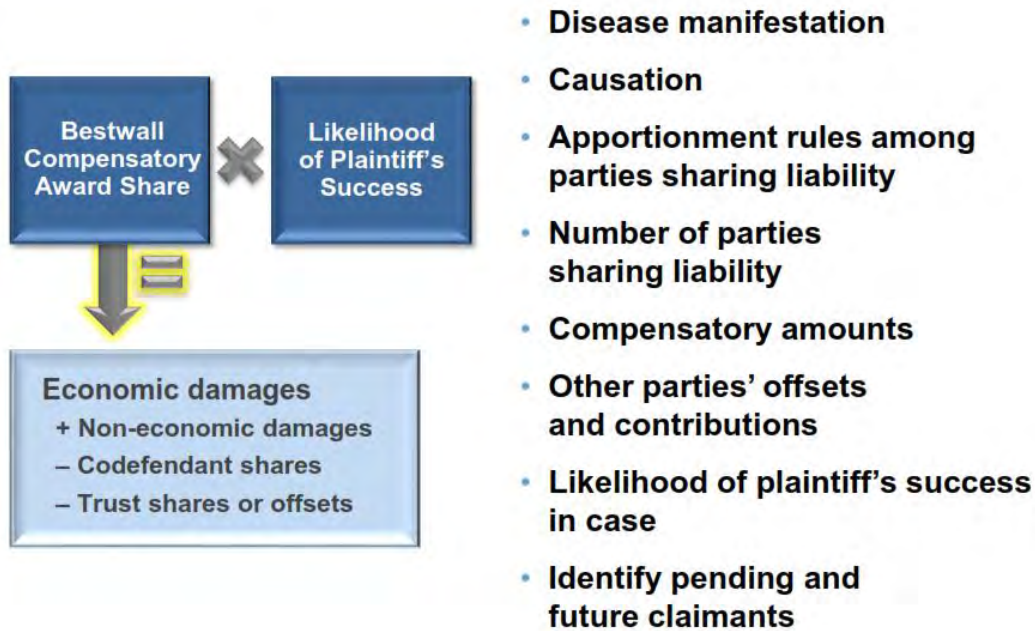 Bestwall
Compensatory
Award Share
Likelihood
of Plaintiff's
Success
=
Economic damages
+ Non-economic damages
– Codefendant shares
– Trust shares or offsets
• Disease manifestation
• Causation
• Apportionment rules among
parties sharing liability
• Number of parties
sharing liability
• Compensatory amounts
• Other parties' offsets
and contributions
• Likelihood of plaintiff's success
in case
• Identify pending and
future claimants